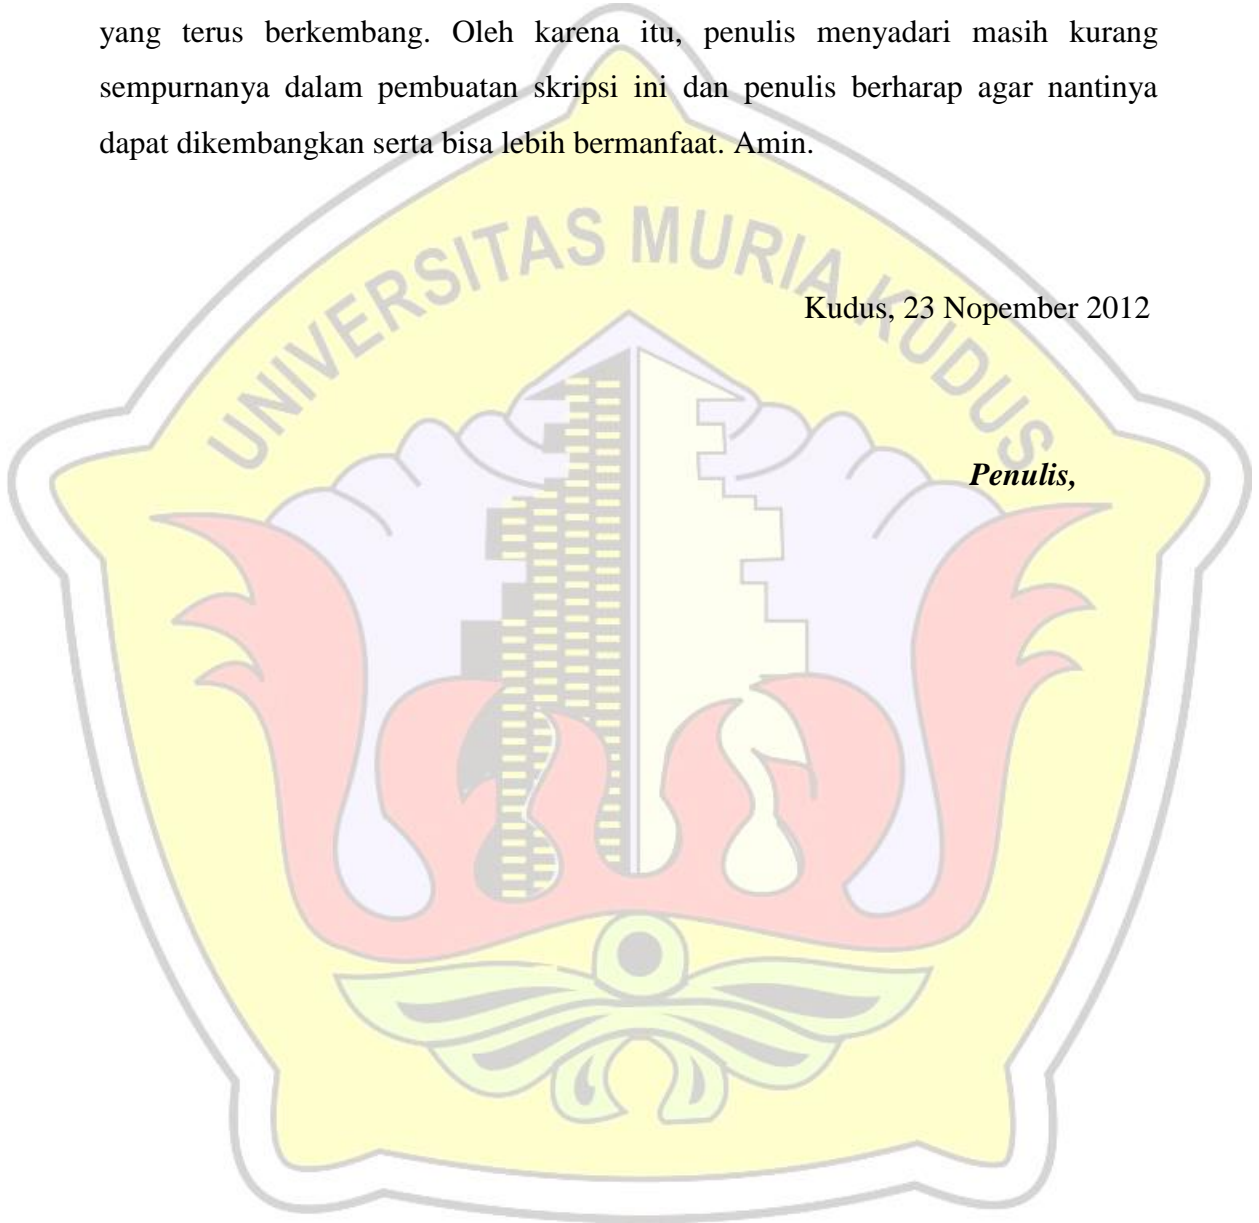 yang terus berkembang. Oleh karena itu, penulis menyadari masih kurang
sempurnanya dalam pembuatan skripsi ini dan penulis berharap agar nantinya
dapat dikembangkan serta bisa lebih bermanfaat. Amin.
UNIVERSITAS MURIA KUDUS
Kudus, 23 Nopember 2012
Penulis,